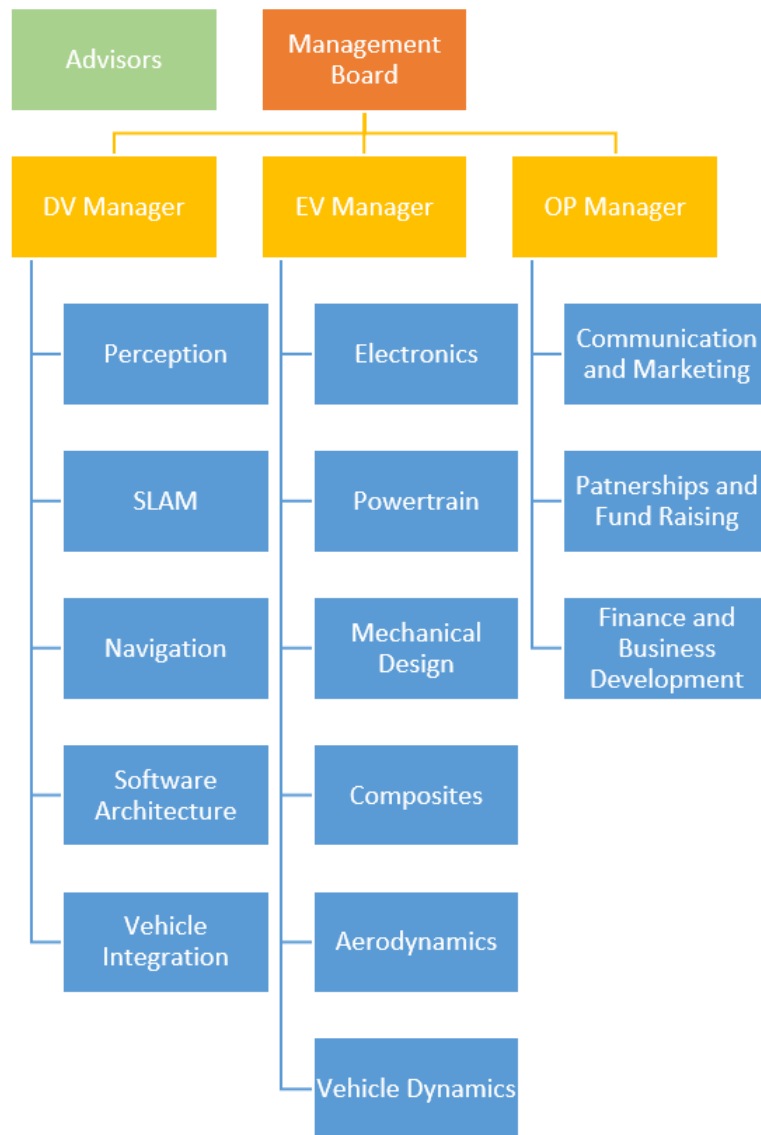 Advisors
Management
Board
DV Manager
EV Manager
OP Manager
Perception
SLAM
Navigation
Software
Architecture
Vehicle
Integration
Electronics
Powertrain
Mechanical
Design
Composites
Aerodynamics
Vehicle Dynamics
Communication
and Marketing
Patnerships and
Fund Raising
Finance and
Business
Development